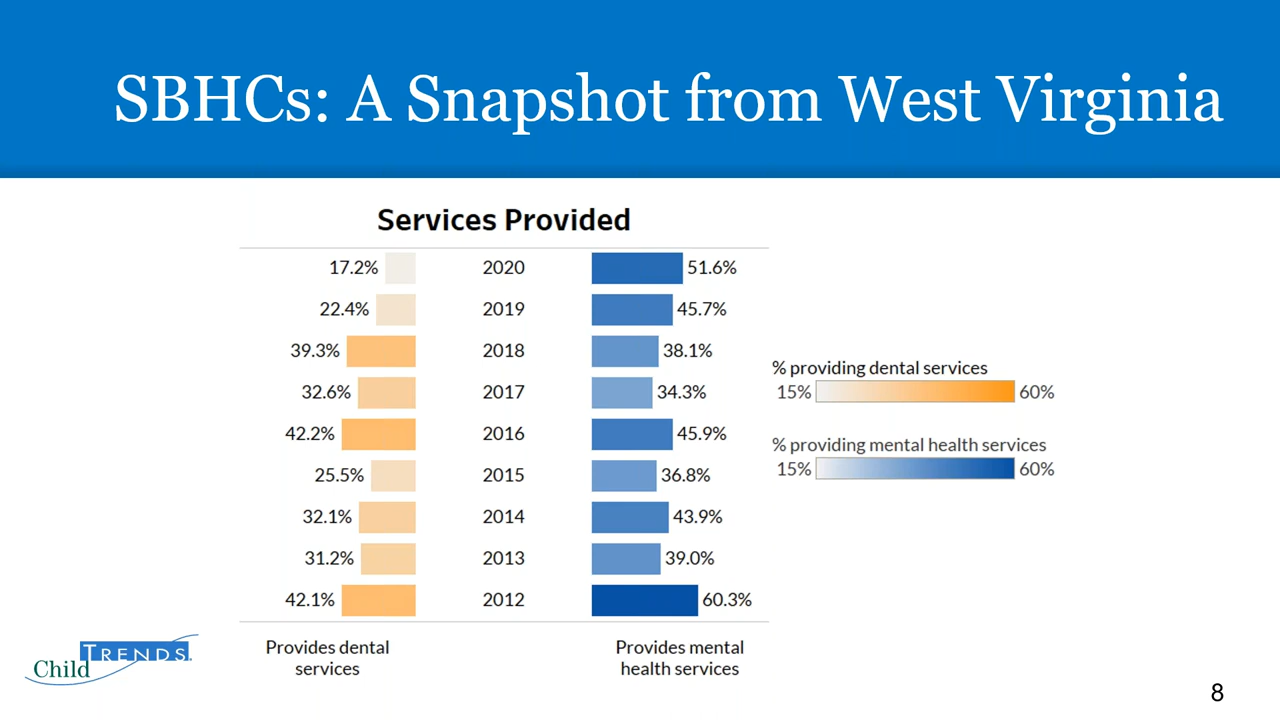 SBHCs: A Snapshot from West Virginia
Services Provided
17.2% 2020 51.6%
22.4% 2019 45.7%
39.3% 2018 38.1%
32.6% 2017 34.3%
42.2% 2016 45.9%
25.5% 2015 36.8%
32.1% 2014 43.9%
31.2% 2013 39.0%
42.1% 2012 60.3%
Provides dental
services
Provides mental
health services
% providing dental services
15% 60%
% providing mental health services
15% 60%
Child TRENDS
8